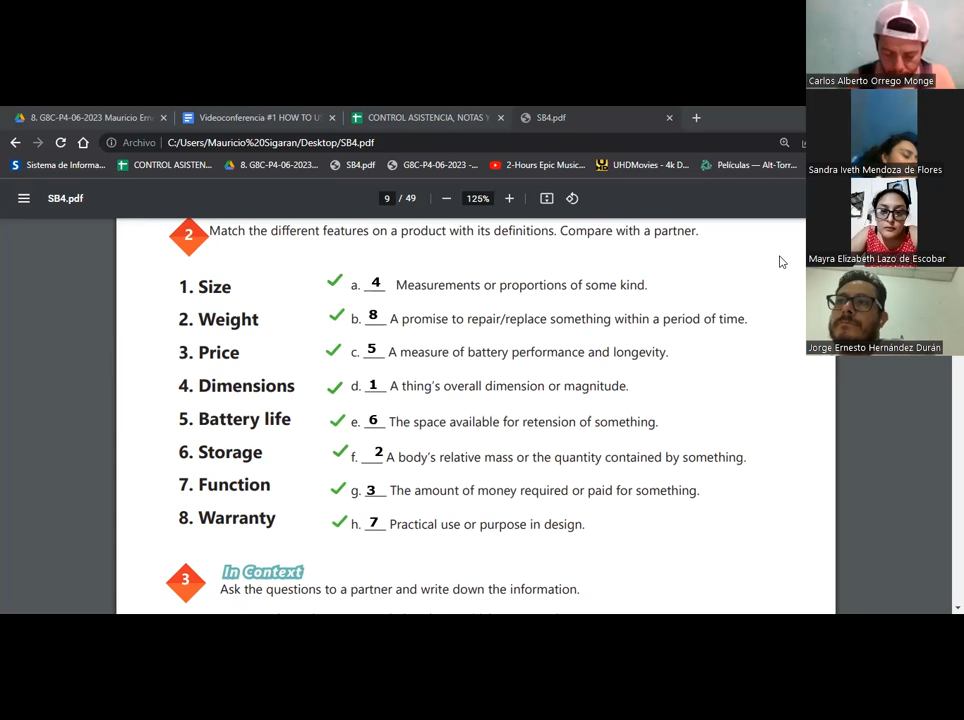 8. G8C-P4-06-2023 Mauricio Ern
Videoconferencia #1 HOW TO U
CONTROL ASISTENCIA, NOTAS Y
SB4.pdf
Archivo
C:/Users/Mauricio%20Sigaran/Desktop/SB4.pdf
Sistema de Informa...
CONTROL ASISTEN...
8. G8C-P4-06-2023...
SB4.pdf
G8C-P4-06-2023 -...
2-Hours Epic Music...
UHDMovies - 4k D...
Películas — Alt-Torr...
SB4.pdf
9 / 49
125%
2 Match the different features on a product with its definitions. Compare with a partner.
1. Size
a. 4 Measurements or proportions of some kind.
2. Weight
b. 8 A promise to repair/replace something within a period of time.
3. Price
c. 5 A measure of battery performance and longevity.
4. Dimensions
d. 1 A thing's overall dimension or magnitude.
5. Battery life
e. 6 The space available for retention of something.
6. Storage
f. 2 A body's relative mass or the quantity contained by something.
7. Function
g. 3 The amount of money required or paid for something.
8. Warranty
h. 7 Practical use or purpose in design.
3 In Context
Ask the questions to a partner and write down the information.
Carlos Alberto Orrego Monge
Sandra Iveth Mendoza de Flores
Mayra Elizabeth Lazo de Escobar
Jorge Ernesto Hernández Durán